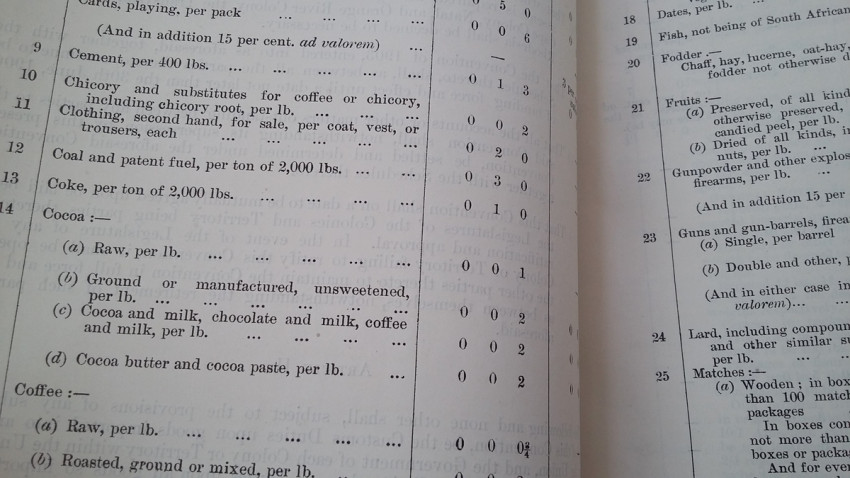 Cards, playing, per pack ... ... ... ... 0 5 0
(And in addition 15 per cent. ad valorem) ... 0 0 6
9 Cement, per 400 lbs. ... ... ... ... ... —
10 Chicory and substitutes for coffee or chicory, 0 1 3
including chicory root, per lb. ... ... ... 0 0 2
11 Clothing, second hand, for sale, per coat, vest, or
trousers, each ... ... ... ... ... 0 2 0
12 Coal and patent fuel, per ton of 2,000 lbs. ... ... 0 3 0
13 Coke, per ton of 2,000 lbs. ... ... ... ... 0 1 0
14 Cocoa :—
(a) Raw, per lb. ... ... ... ... ... 0 0 1
(b) Ground or manufactured, unsweetened,
per lb. ... ... ... ... ... ... 0 0 2
(c) Cocoa and milk, chocolate and milk, coffee
and milk, per lb. ... ... ... ... 0 0 2
(d) Cocoa butter and cocoa paste, per lb. ... 0 0 2
Coffee :—
(a) Raw, per lb. ... ... ... ... ... 0 0 0¾
(b) Roasted, ground or mixed, per lb. ... 0 0 2
18 Dates, per lb.
19 Fish, not being of South African
20 Fodder :—
Chaff, hay, lucerne, oat-hay,
fodder not otherwise
21 Fruits :—
(a) Preserved, of all
otherwise preserved,
candied peel, per lb.
(b) Dried of all kinds,
nuts, per lb. ...
22 Gunpowder and other
firearms, per lb. ...
(And in addition 15 per
23 Guns and gun-barrels,
(a) Single, per barrel
(b) Double and other,
(And in either case in
valorem)... ...
24 Lard, including
and other similar
per lb. ... ...
25 Matches :—
(a) Wooden ; in
than 100
packages
In boxes
not more than
boxes or
And for